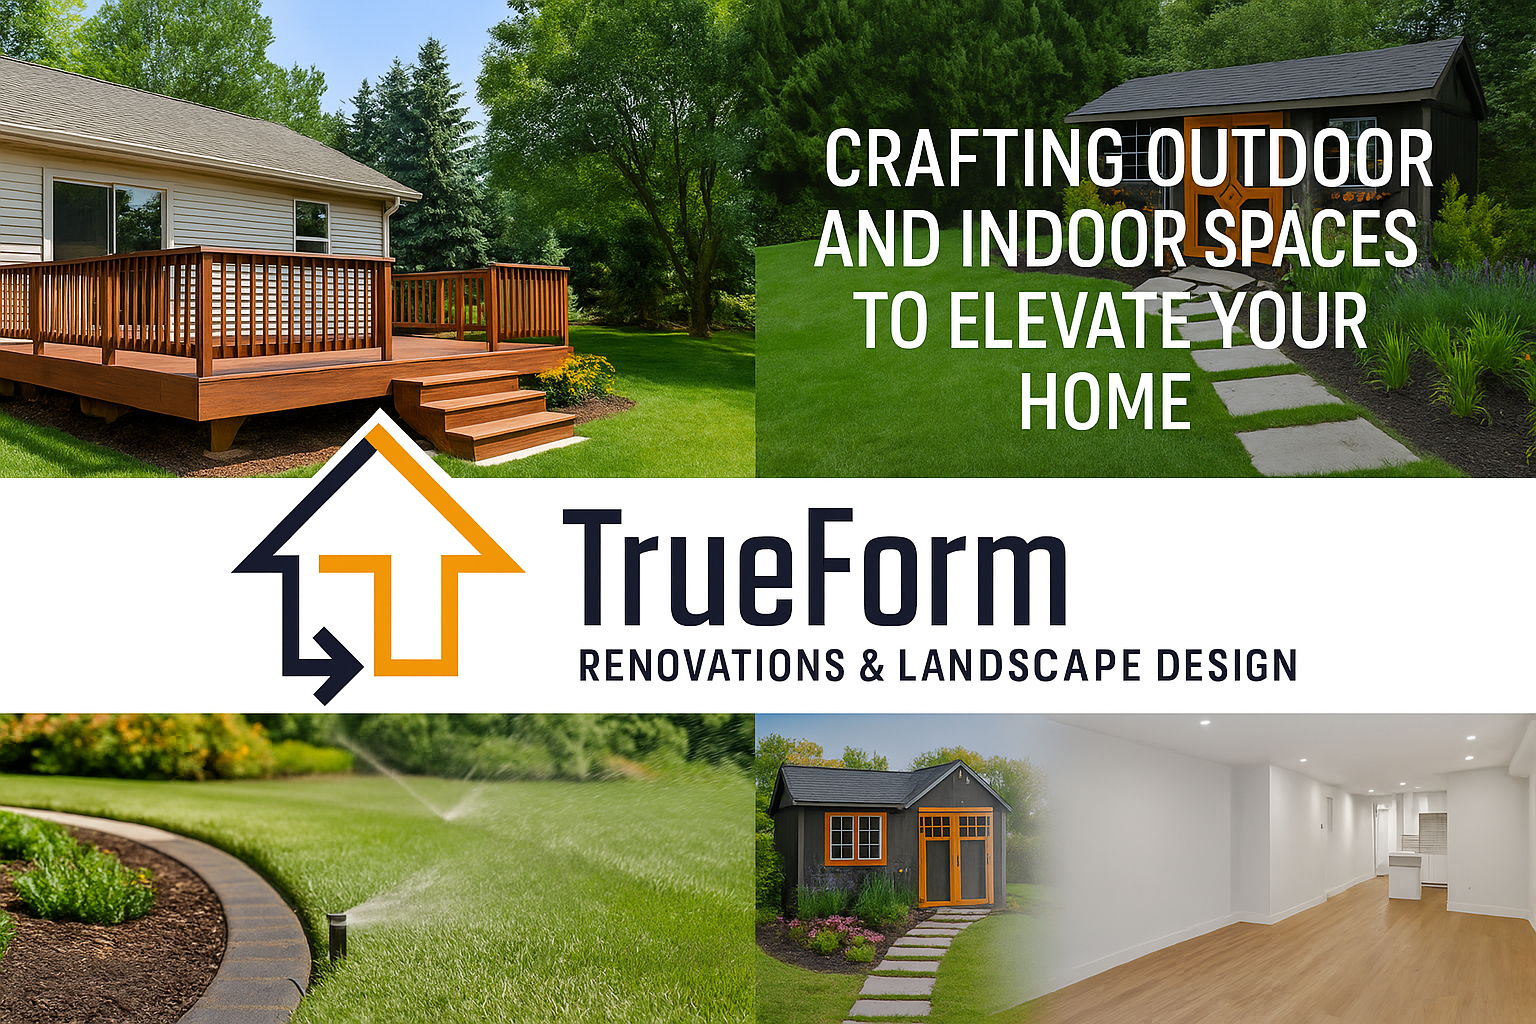 CRAFTING OUTDOOR
AND INDOOR SPACES
TO ELEVATE YOUR
HOME
TrueForm
RENOVATIONS & LANDSCAPE DESIGN